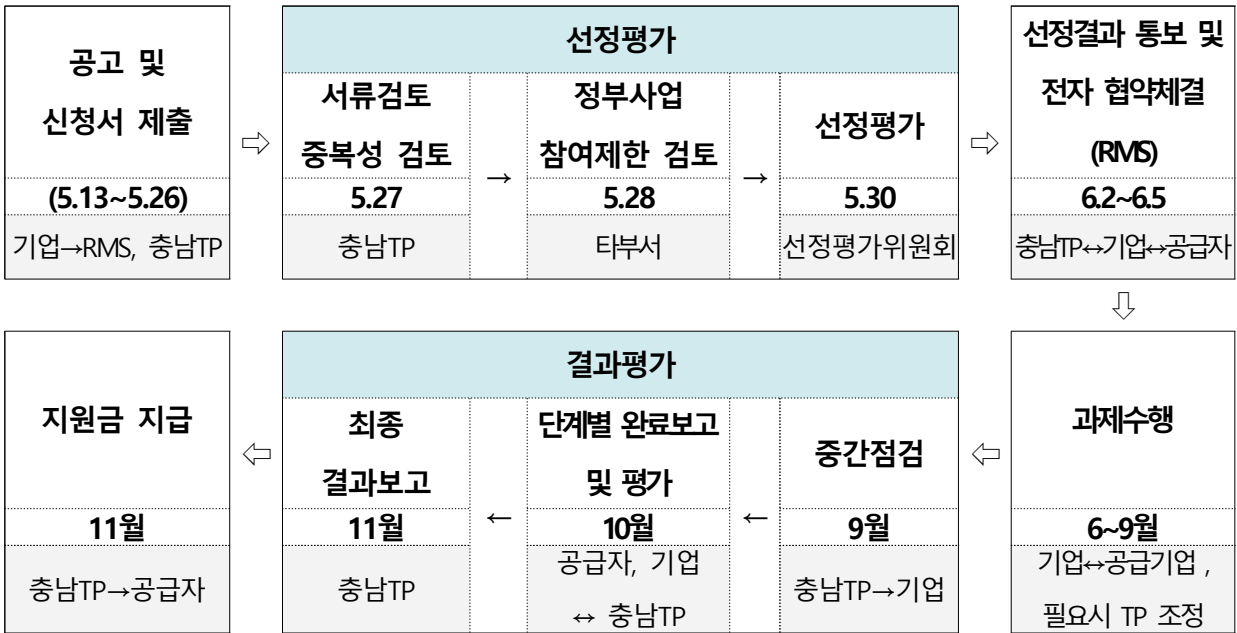 공고 및
신청서 제출
(5.13~5.26)
기업→RMS, 충남TP
⇨
선정평가
서류검토
중복성 검토
5.27
충남TP
→
정부사업
참여제한 검토
5.28
타부서
→
선정평가
5.30
선정평가위원회
⇨
선정결과 통보 및
전자 협약체결
(RMS)
6.2~6.5
충남TP↔기업↔공급자
⇩
과제수행
6~9월
기업↔공급기업 ,
필요시 TP 조정
⇦
결과평가
중간점검
9월
충남TP→기업
←
단계별 완료보고
및 평가
10월
공급자, 기업
↔ 충남TP
←
최종
결과보고
11월
충남TP
⇦
지원금 지급
11월
충남TP→공급자